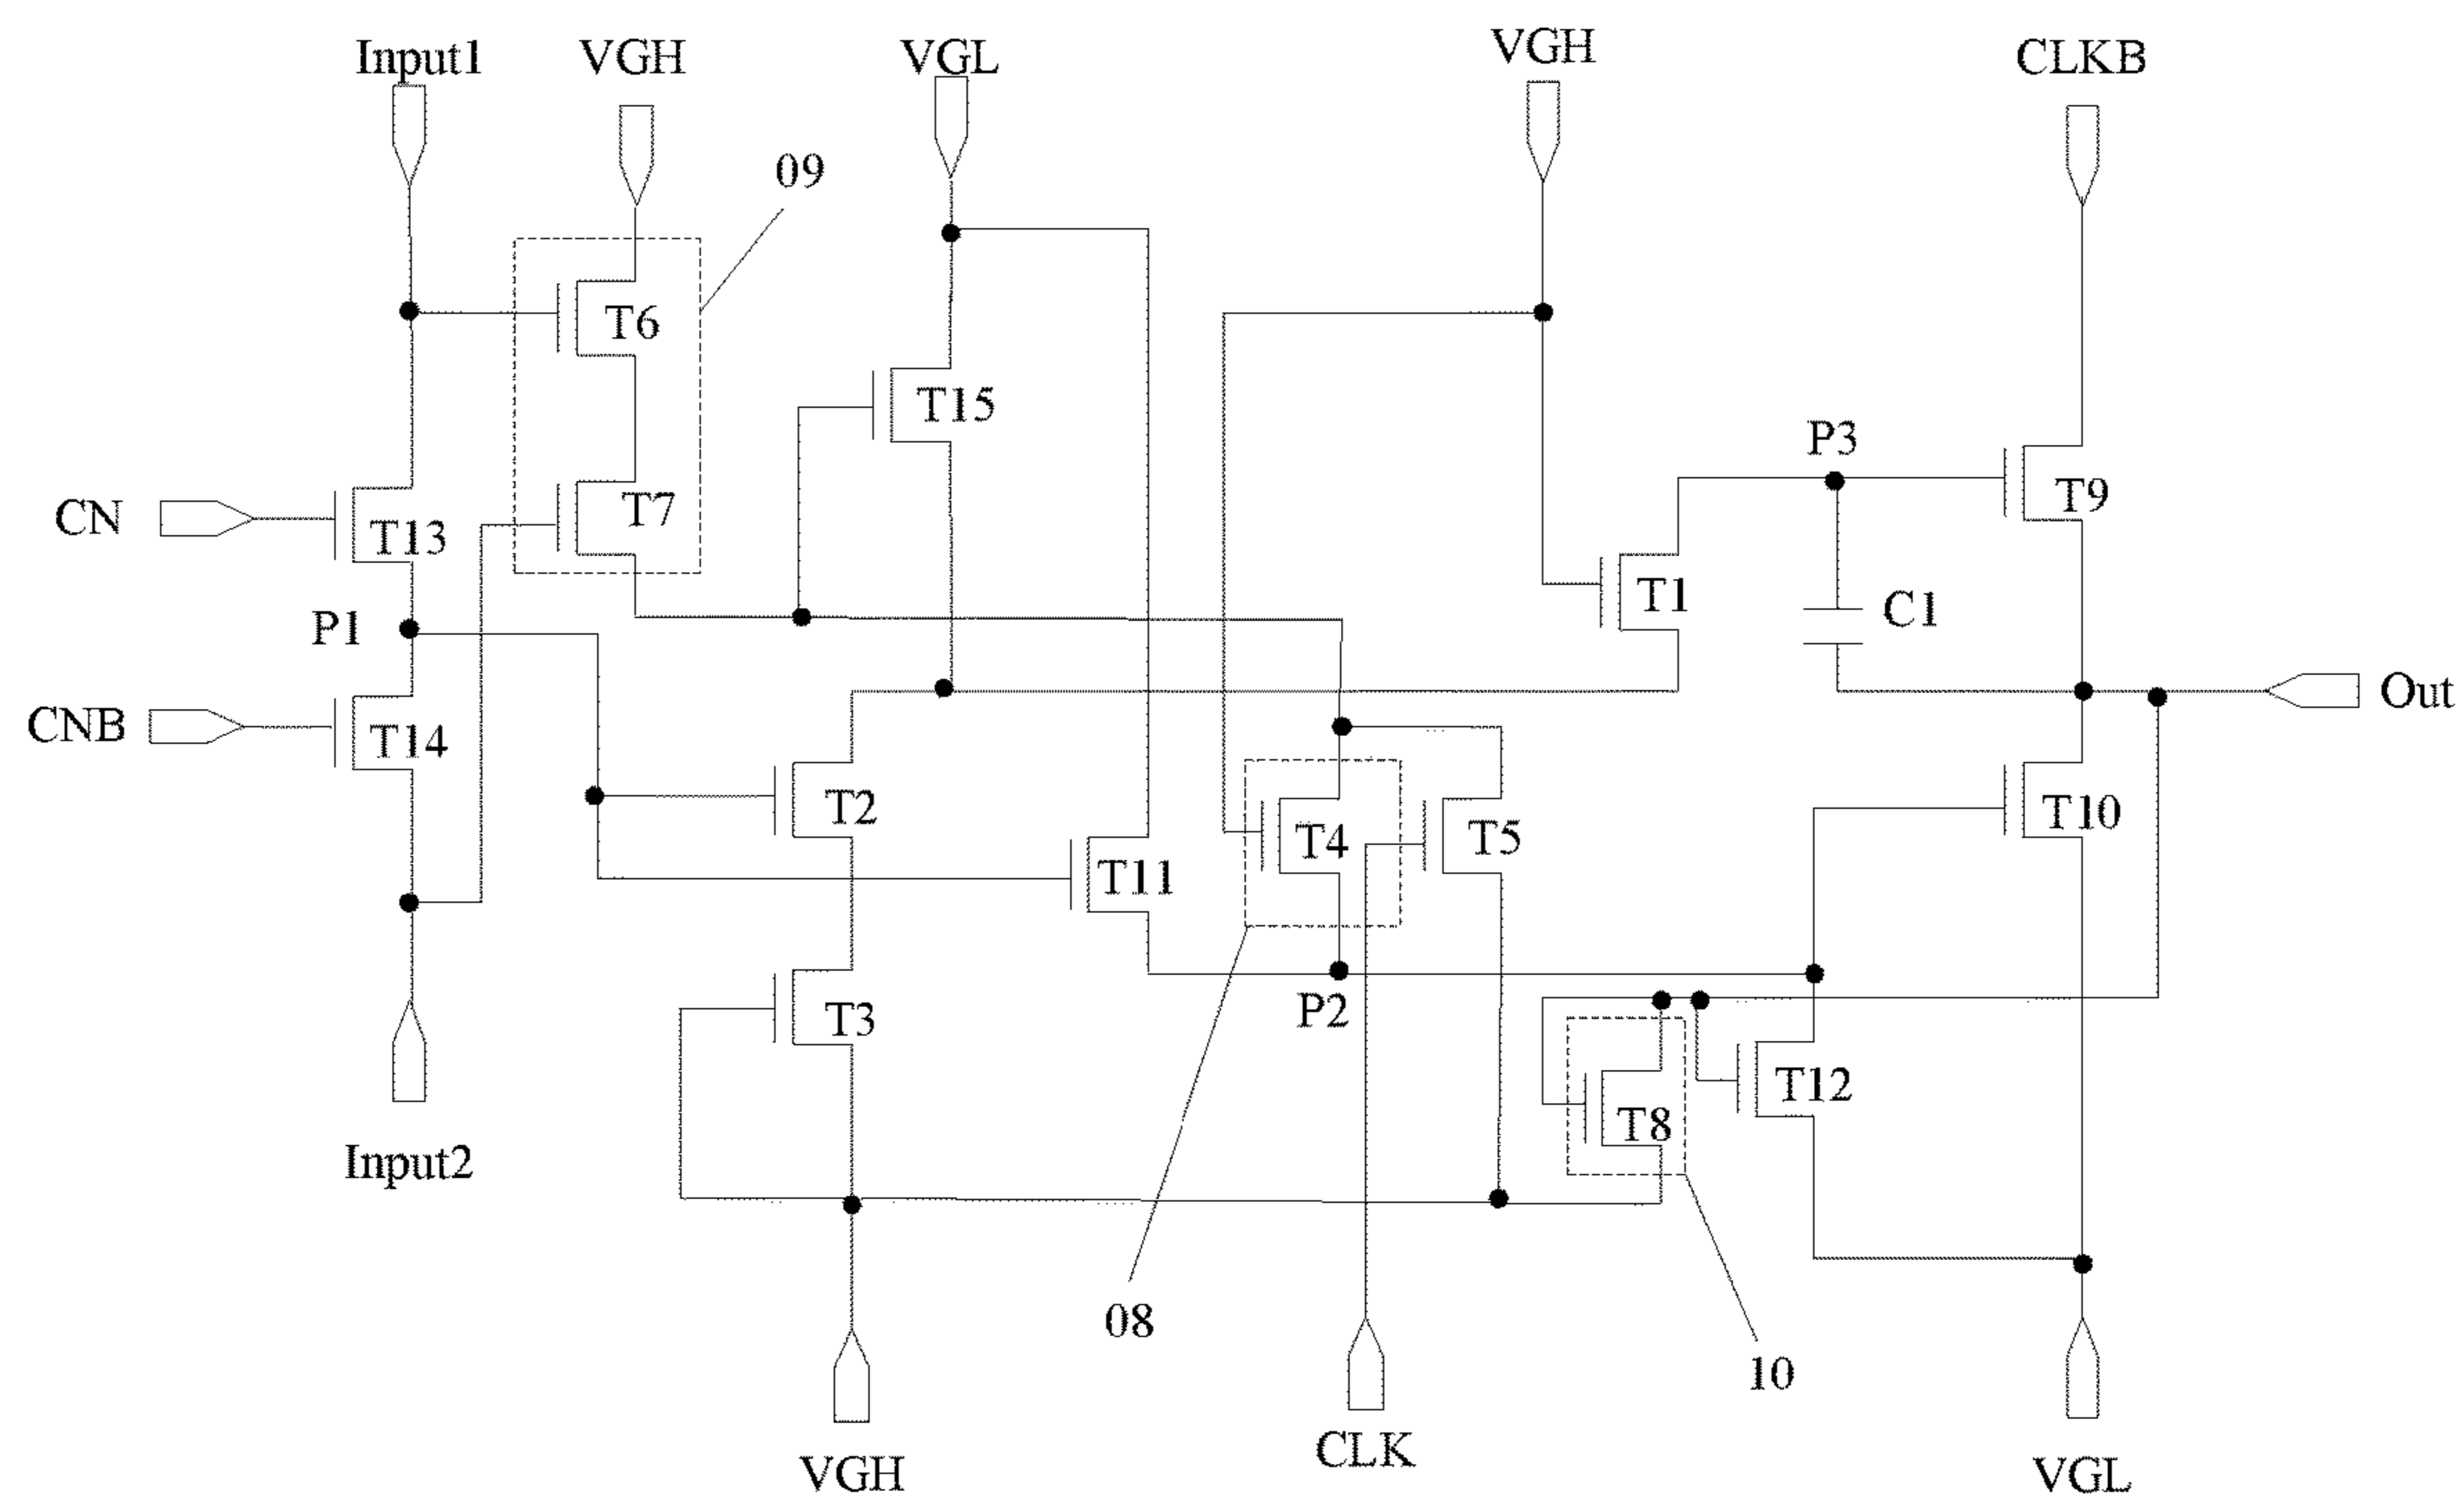 Input1
VGH
VGL
VGH
CLKB
09
T6
T15
P3
T9
CN
T13
T7
T1
C1
P1
Out
CNB
T14
T2
T4
T5
T10
T11
T3
P2
T12
T8
Input2
08
10
VGH
CLK
VGL